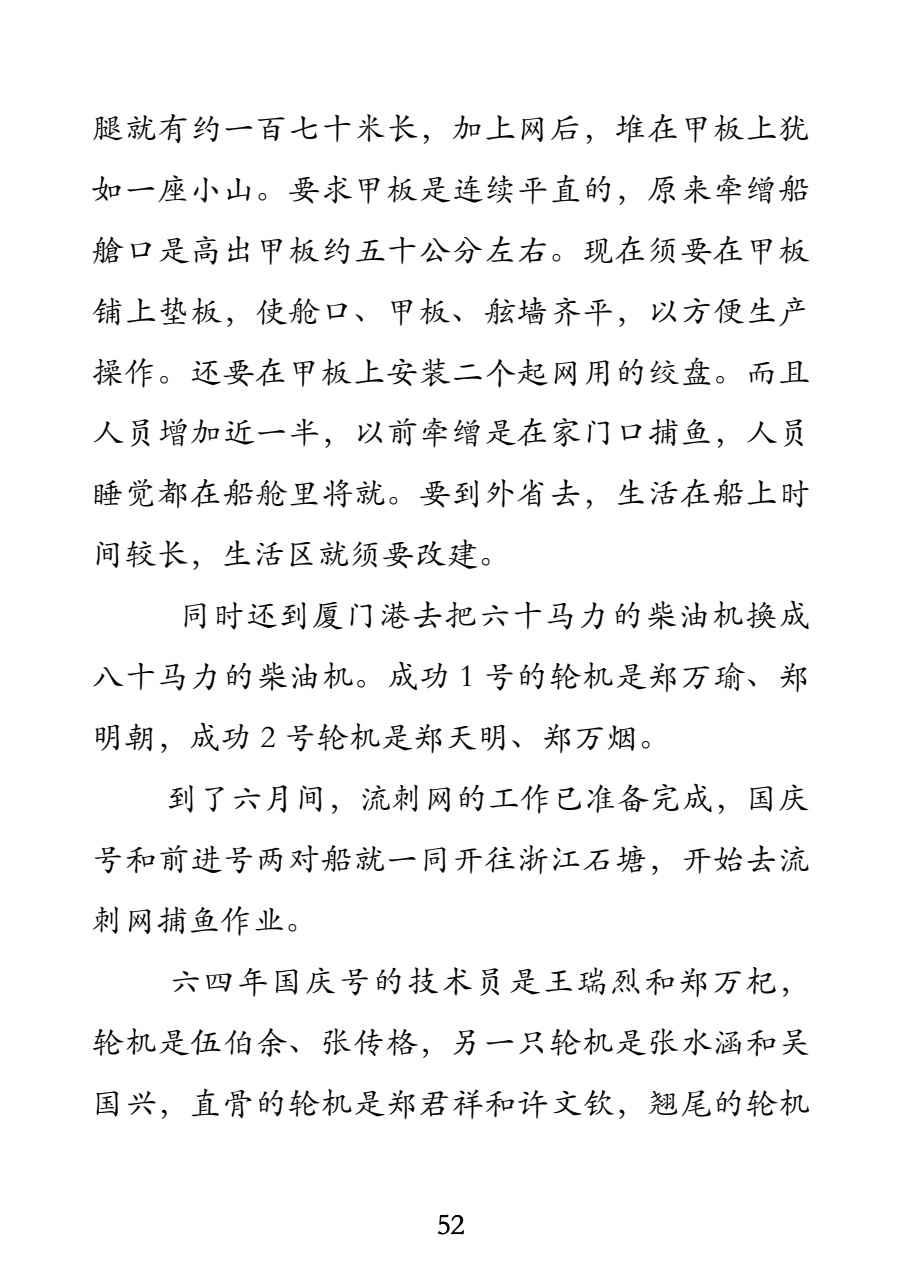 腿就有约一百七十米长，加上网后，堆在甲板上犹
如一座小山。要求甲板是连续平直的，原来牵缯船
艙口是高出甲板约五十公分左右。现在须要在甲板
铺上垫板，使舱口、甲板、舷墙齐平，以方便生产
操作。还要在甲板上安装二个起网用的绞盘。而且
人员增加近一半，以前牵缯是在家门口捕鱼，人员
睡觉都在船舱里将就。要到外省去，生活在船上时
间较长，生活区就须要改建。
同时还到厦门港去把六十马力的柴油机换成
八十马力的柴油机。成功 1 号的轮机是郑万瑜、郑
明朝，成功 2 号轮机是郑天明、郑万烟。
到了六月间，流刺网的工作已准备完成，国庆
号和前进号两对船就一同开往浙江石塘，开始去流
刺网捕鱼作业。
六四年国庆号的技术员是王瑞烈和郑万杞，
轮机是伍伯余、张传格，另一只轮机是张水涵和吴
国兴，直骨的轮机是郑君祥和许文钦，翘尾的轮机
52